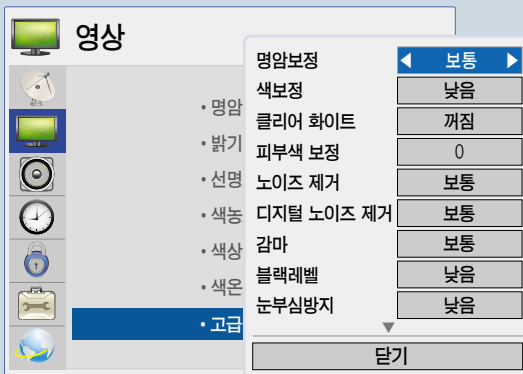 영상
· 명암
· 밝기
· 선명
· 색농
· 색상
· 색온
· 고급
명암보정 보통
색보정 낮음
클리어 화이트 꺼짐
피부색 보정 0
노이즈 제거 보통
디지털 노이즈 제거 보통
감마 보통
블랙레벨 낮음
눈부심방지 낮음
닫기